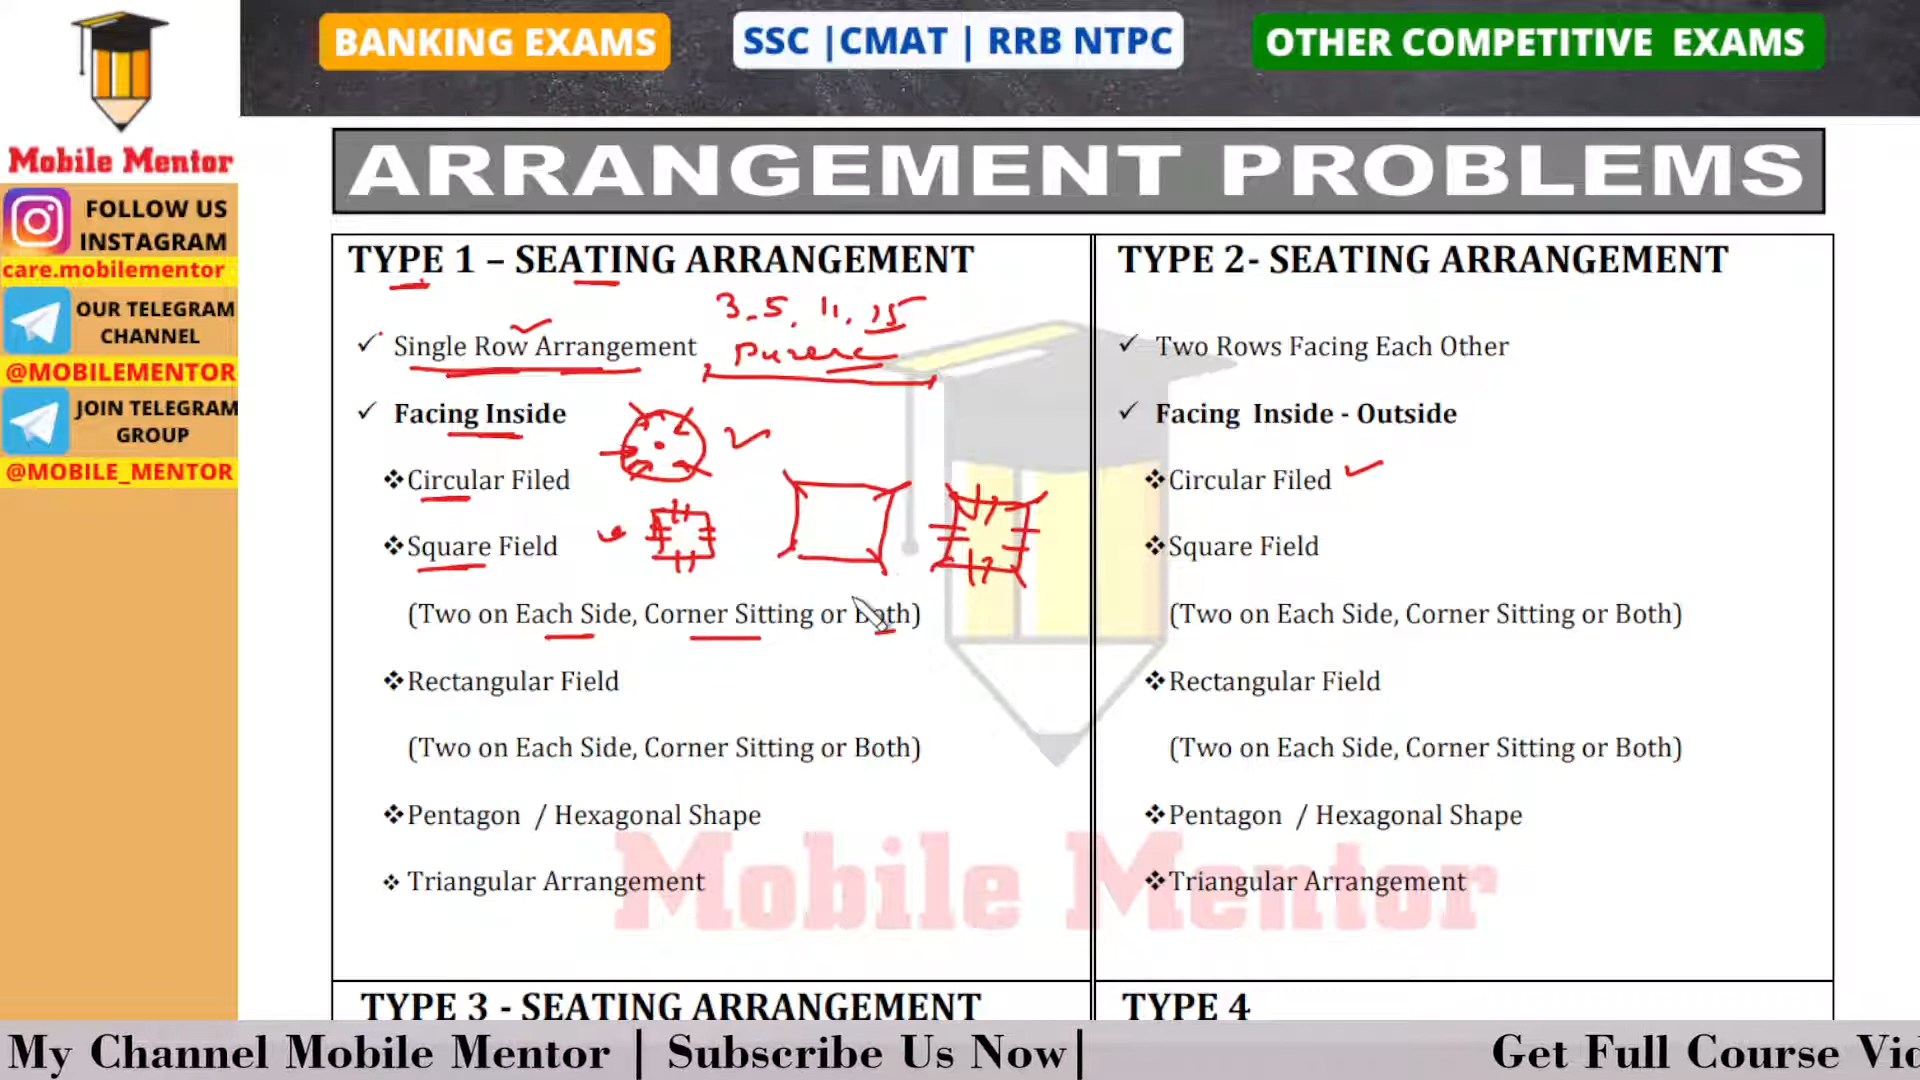 BANKING EXAMS
SSC |CMAT | RRB NTPC
OTHER COMPETITIVE EXAMS
Mobile Mentor
FOLLOW US
INSTAGRAM
care.mobilementor
OUR TELEGRAM
CHANNEL
@MOBILEMENTOR
JOIN TELEGRAM
GROUP
@MOBILE_MENTOR
ARRANGEMENT PROBLEMS
TYPE 1 – SEATING ARRANGEMENT
3, 5, 11, 15
✓ Single Row Arrangement
✓ Facing Inside
❖Circular Filed
❖Square Field
(Two on Each Side, Corner Sitting or Both)
❖Rectangular Field
(Two on Each Side, Corner Sitting or Both)
❖Pentagon / Hexagonal Shape
❖ Triangular Arrangement
TYPE 2- SEATING ARRANGEMENT
✓ Two Rows Facing Each Other
✓ Facing Inside - Outside
❖Circular Filed
❖Square Field
(Two on Each Side, Corner Sitting or Both)
❖Rectangular Field
(Two on Each Side, Corner Sitting or Both)
❖Pentagon / Hexagonal Shape
❖Triangular Arrangement
Mobile Mentor
TYPE 3 - SEATING ARRANGEMENT
TYPE 4
My Channel Mobile Mentor | Subscribe Us Now|
Get Full Course Vid